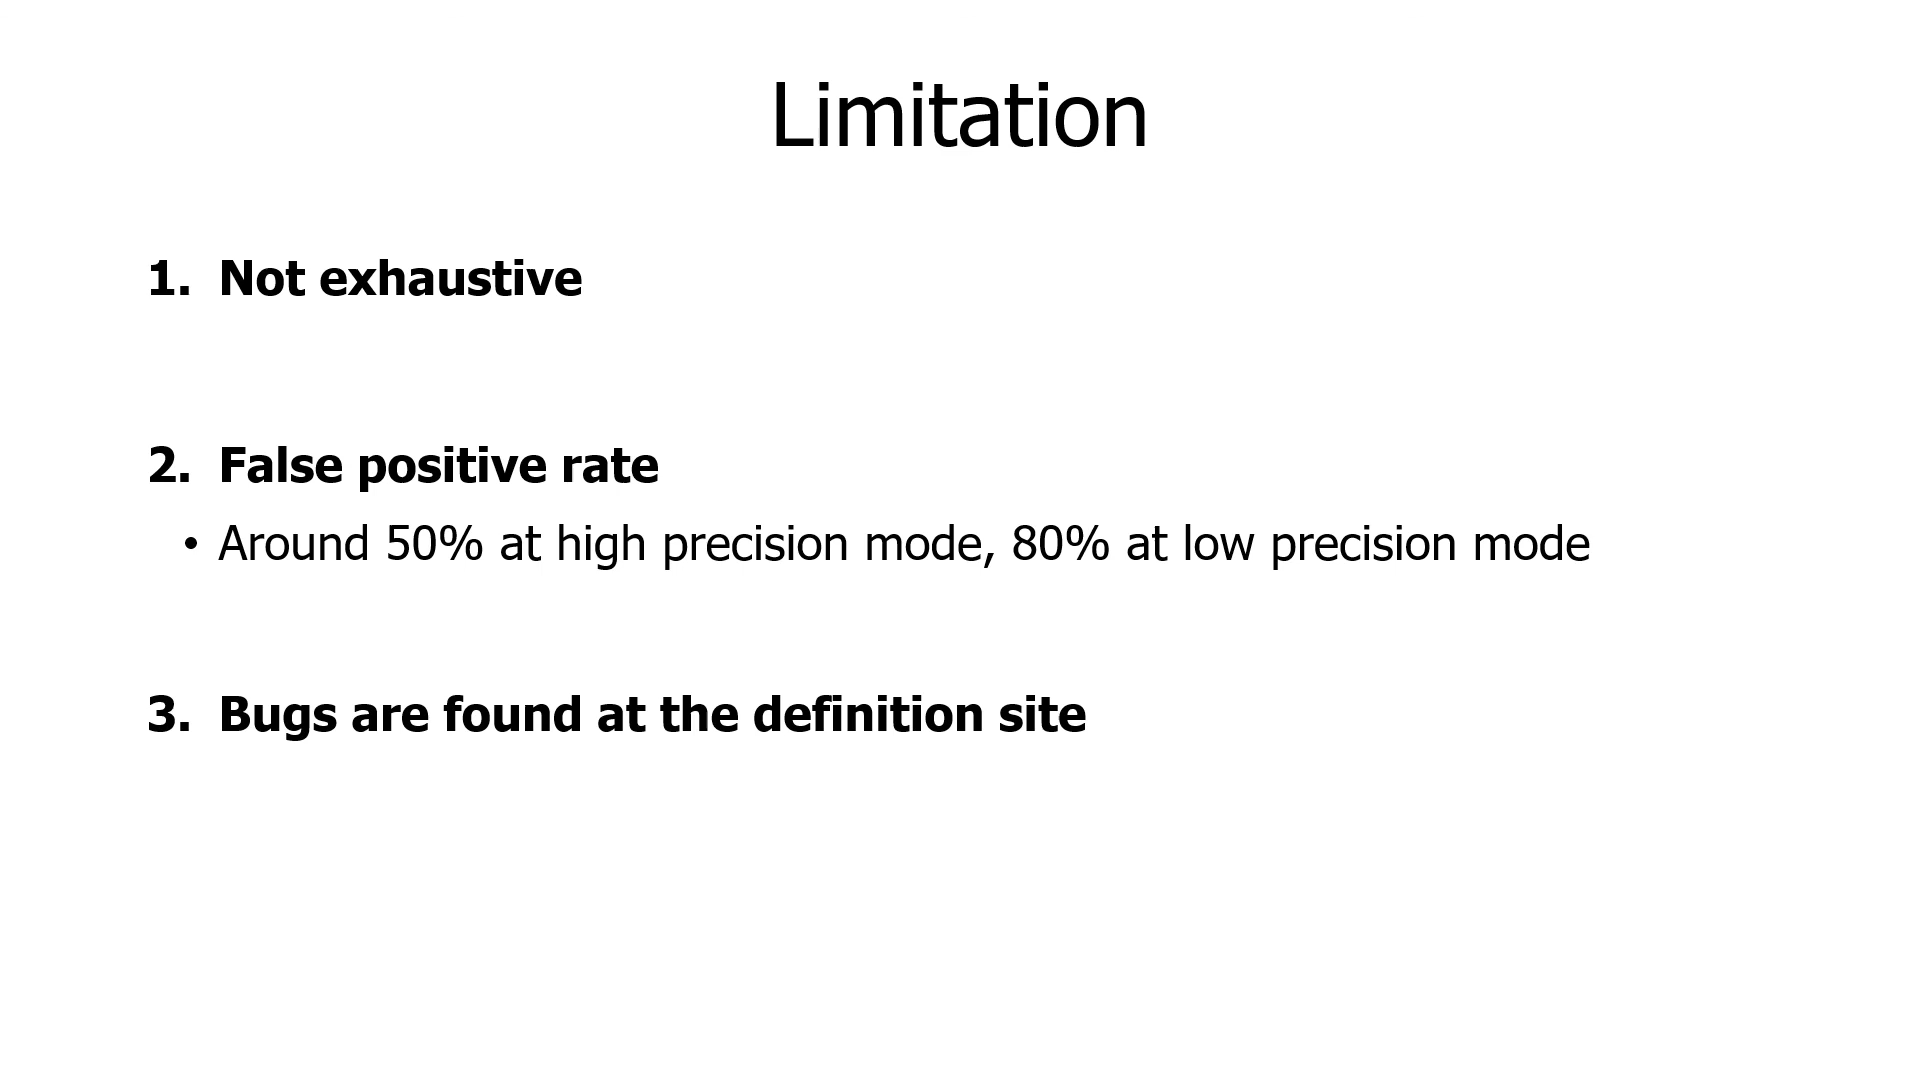 Limitation
1. Not exhaustive
2. False positive rate
• Around 50% at high precision mode, 80% at low precision mode
3. Bugs are found at the definition site